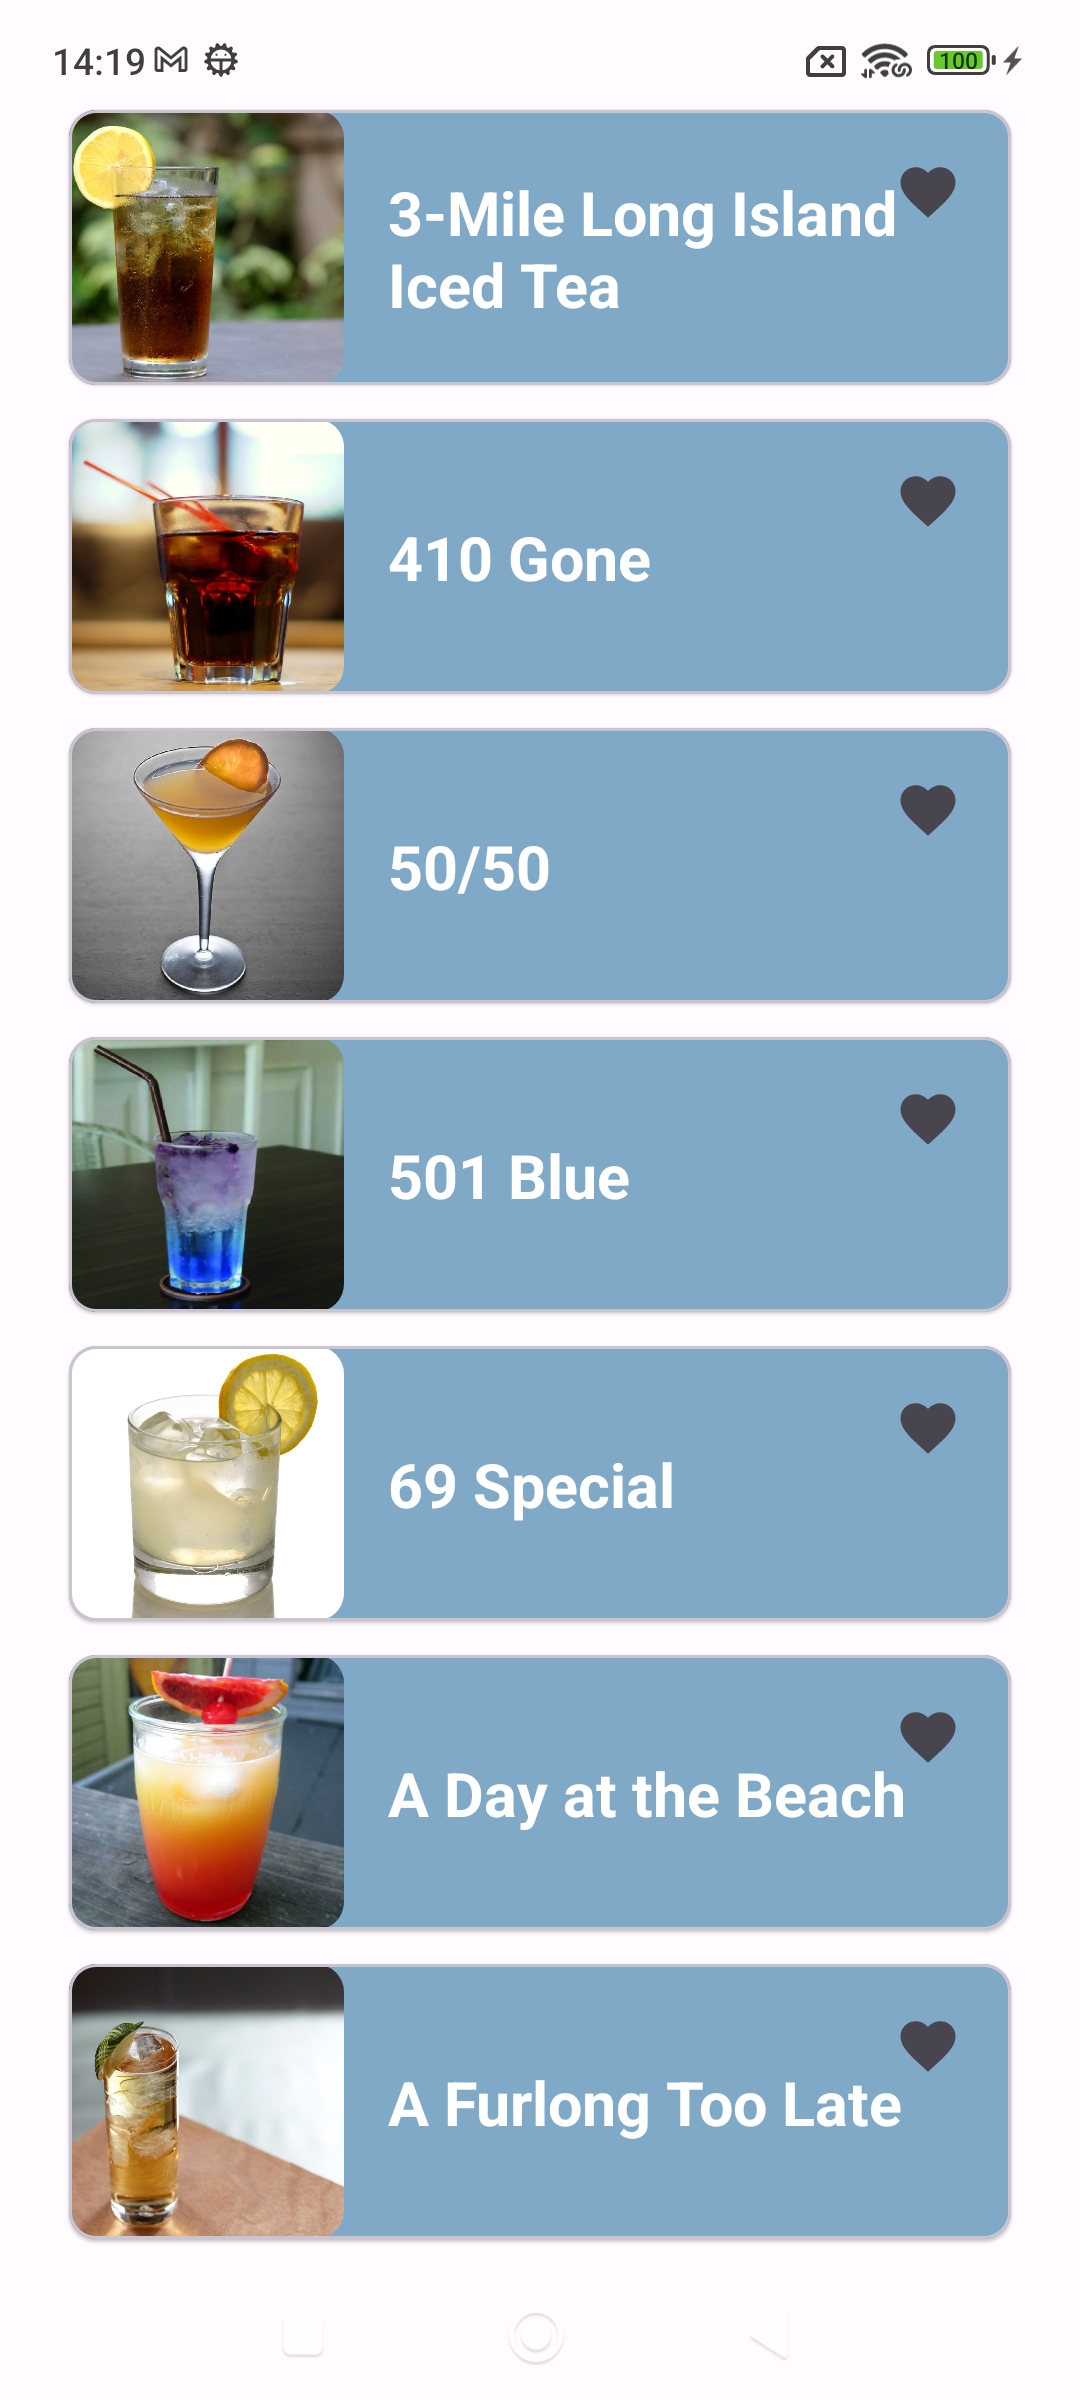 14:19
100
3-Mile Long Island
Iced Tea
410 Gone
50/50
501 Blue
69 Special
A Day at the Beach
A Furlong Too Late